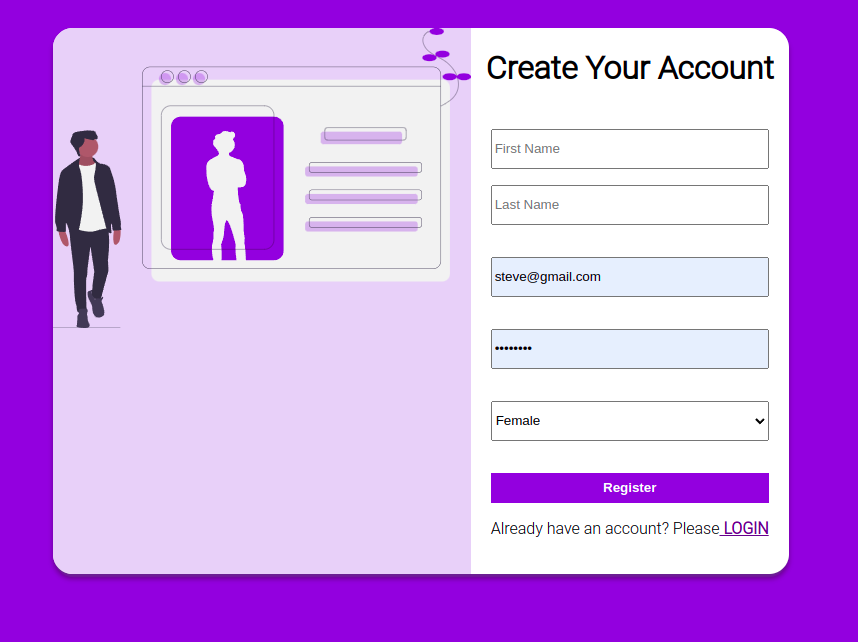 Create Your Account
First Name
Last Name
steve@gmail.com
••••••••
Female
Register
Already have an account? Please LOGIN